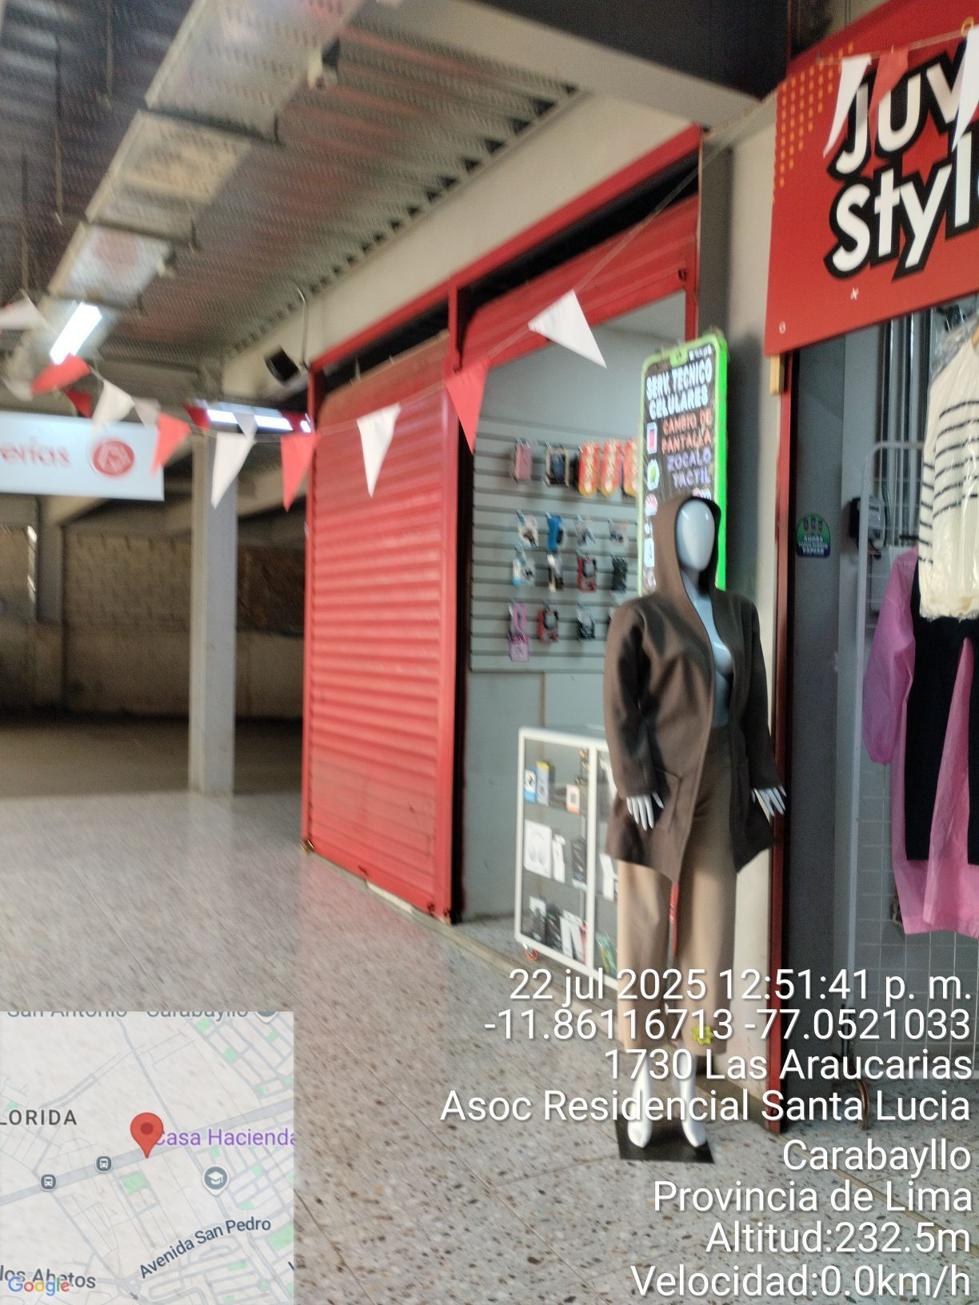 Juv
Styl
SERV. TECNICO
CELULARES
CAMBIO DE
PANTALLA
ZOCALO
TACTIL
erías
22 jul 2025 12:51:41 p. m.
-11.86116713 -77.0521033
1730 Las Araucarias
Asoc Residencial Santa Lucia
Carabayllo
Provincia de Lima
Altitud:232.5m
Velocidad:0.0km/h
San Antonio Carabayllo
LORIDA
Casa Hacienda
Avenida San Pedro
los Abetos
Google